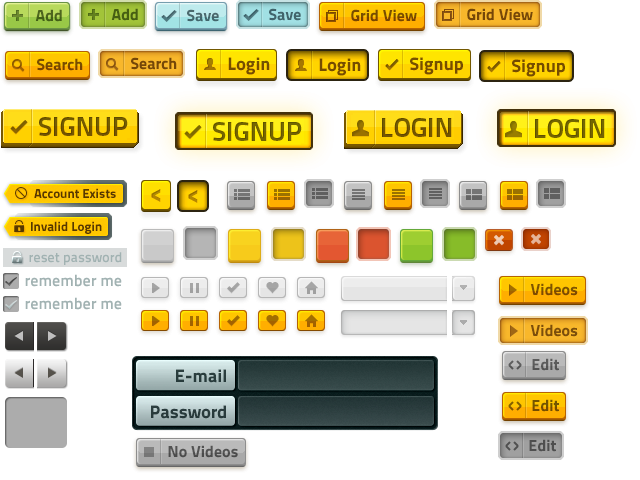 Add Add Save Save Grid View Grid View
Search Search Login Login Signup Signup
SIGNUP SIGNUP LOGIN LOGIN
Account Exists
Invalid Login
reset password
remember me
remember me
Videos
Videos
E-mail
Password
Edit
Edit
Edit
No Videos